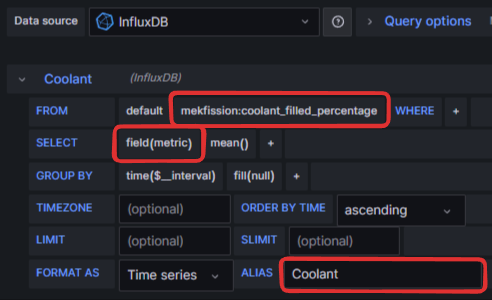 Data source InfluxDB Query options
Coolant (InfluxDB)
FROM default mekfission:coolant_filled_percentage WHERE +
SELECT field(metric) mean() +
GROUP BY time($__interval) fill(null) +
TIMEZONE (optional) ORDER BY TIME ascending
LIMIT (optional) SLIMIT (optional)
FORMAT AS Time series ALIAS Coolant